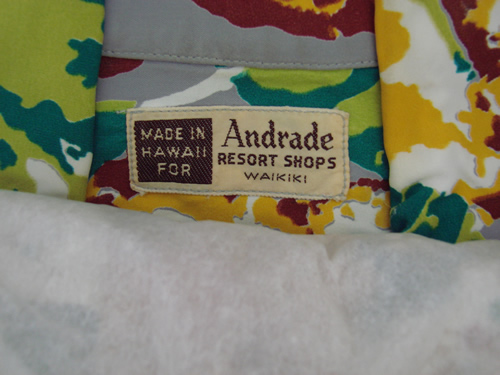 MADE IN
HAWAII
FOR
Andrade
RESORT SHOPS
WAIKIKI